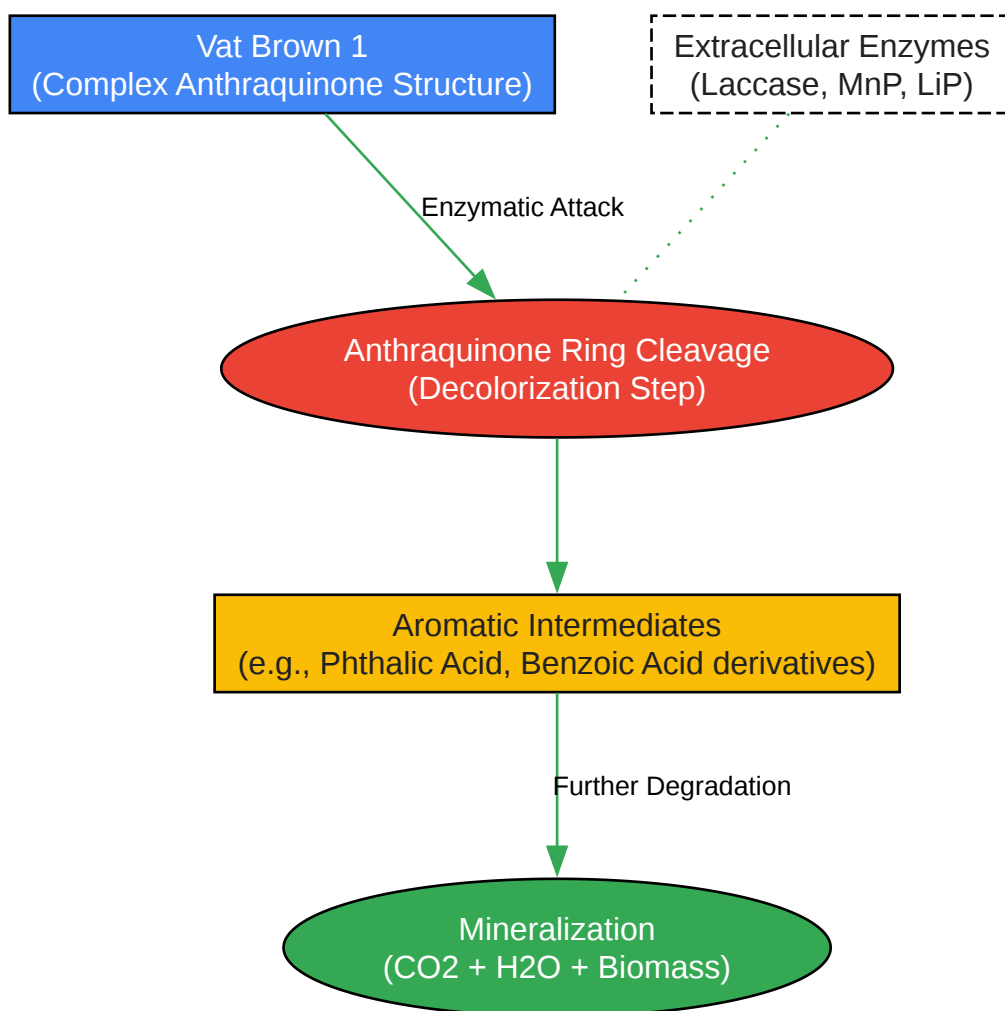 Vat Brown 1
(Complex Anthraquinone Structure)
Extracellular Enzymes
(Laccase, MnP, LiP)
Enzymatic Attack
Anthraquinone Ring Cleavage
(Decolorization Step)
Aromatic Intermediates
(e.g., Phthalic Acid, Benzoic Acid derivatives)
Further Degradation
Mineralization
(CO2 + H2O + Biomass)